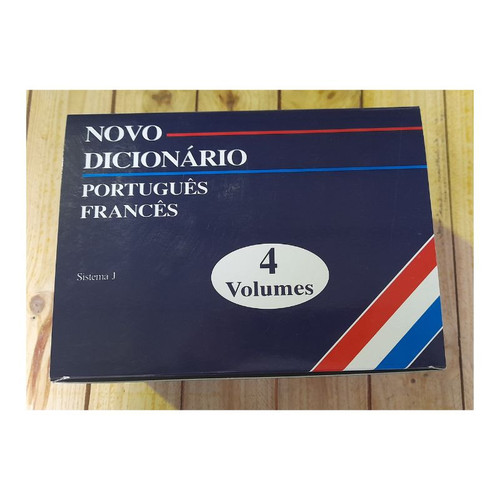 NOVO
DICIONÁRIO
PORTUGUÊS
FRANCÊS
Sistema J
4
Volumes